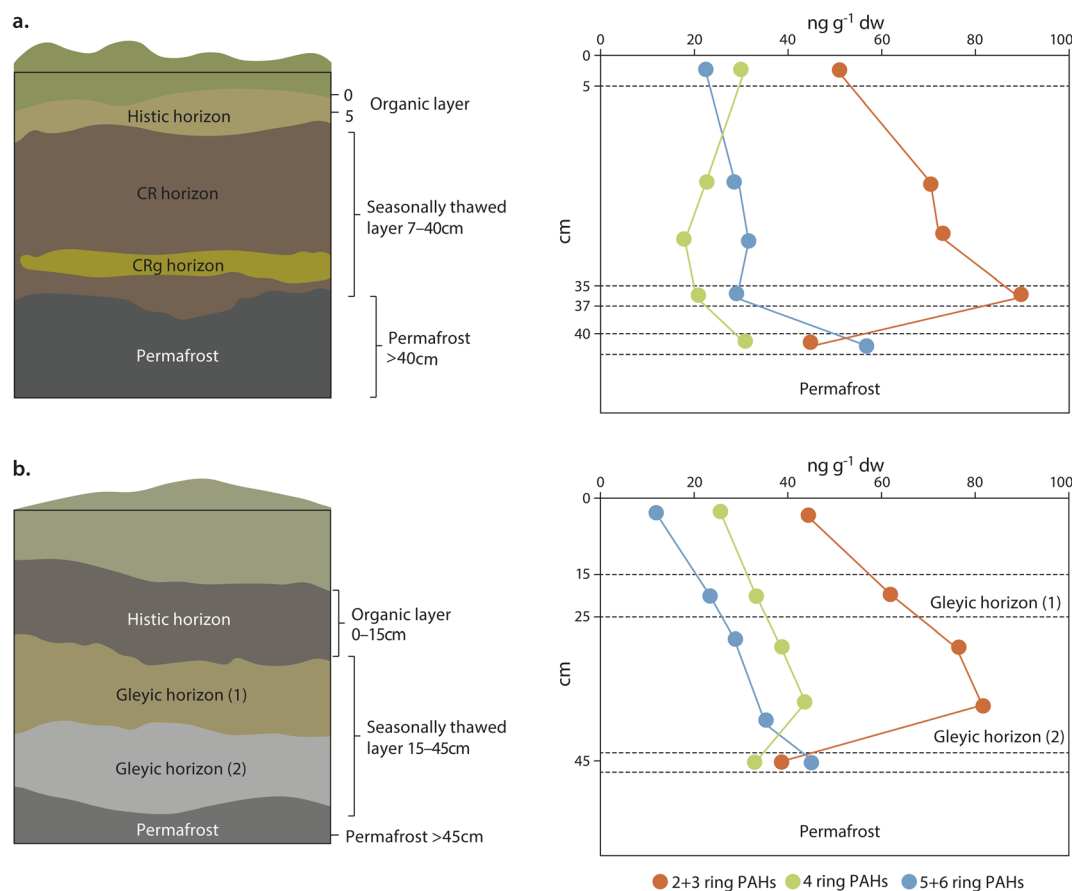 a.
0
5
Organic layer
Histic horizon
CR horizon
Seasonally thawed
layer 7–40cm
CRg horizon
Permafrost
Permafrost
>40cm
ng g⁻¹ dw
0
20
40
60
80
100
0
5
35
37
40
cm
Permafrost
b.
Histic horizon
Organic layer
0–15cm
Gleyic horizon (1)
Seasonally thawed
layer 15–45cm
Gleyic horizon (2)
Permafrost
Permafrost >45cm
ng g⁻¹ dw
0
20
40
60
80
100
0
15
25
45
cm
Gleyic horizon (1)
Gleyic horizon (2)
Permafrost
2+3 ring PAHs
4 ring PAHs
5+6 ring PAHs